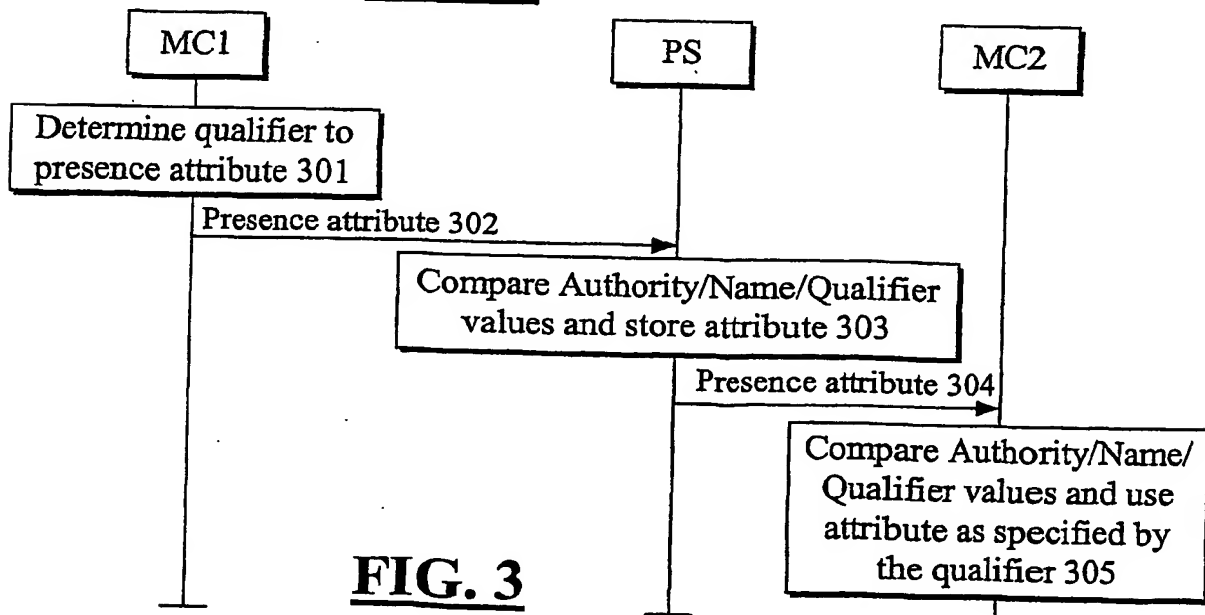 MC1
PS
MC2
Determine qualifier to
presence attribute 301
Presence attribute 302
Compare Authority/Name/Qualifier
values and store attribute 303
Presence attribute 304
Compare Authority/Name/
Qualifier values and use
attribute as specified by
the qualifier 305
FIG. 3